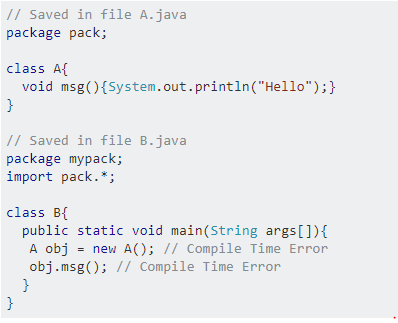 // Saved in file A.java
package pack;
class A{
void msg(){System.out.println("Hello");}
}
// Saved in file B.java
package mypack;
import pack.*;
class B{
public static void main(String args[]){
A obj = new A(); // Compile Time Error
obj.msg(); // Compile Time Error
}
}